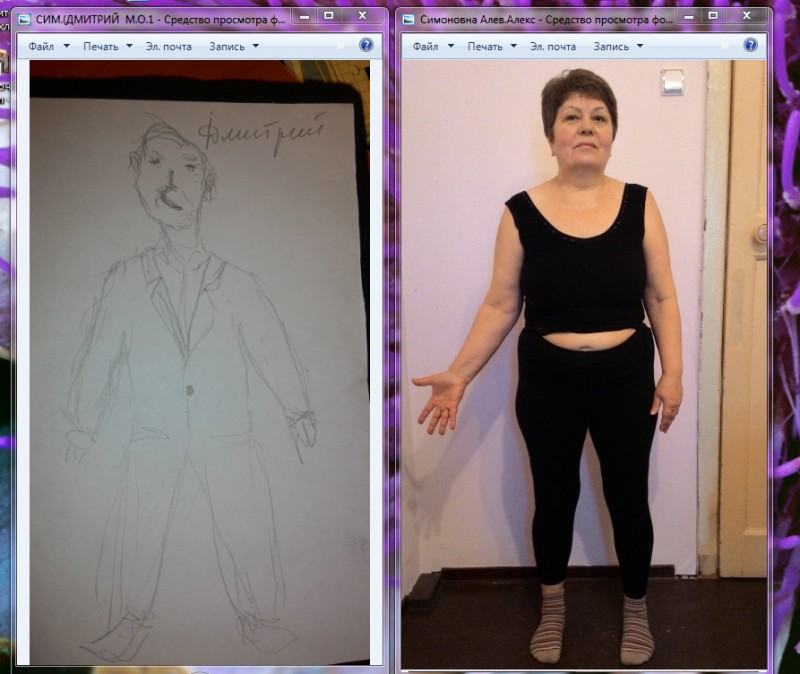 СИМ.(ДМИТРИЙ М.О.1 - Средство просмотра ф...
Файл Печать Эл. почта Запись »
Дмитрий
Симоновна Алев.Алекс - Средство просмотра фо...
Файл Печать Эл. почта Запись »